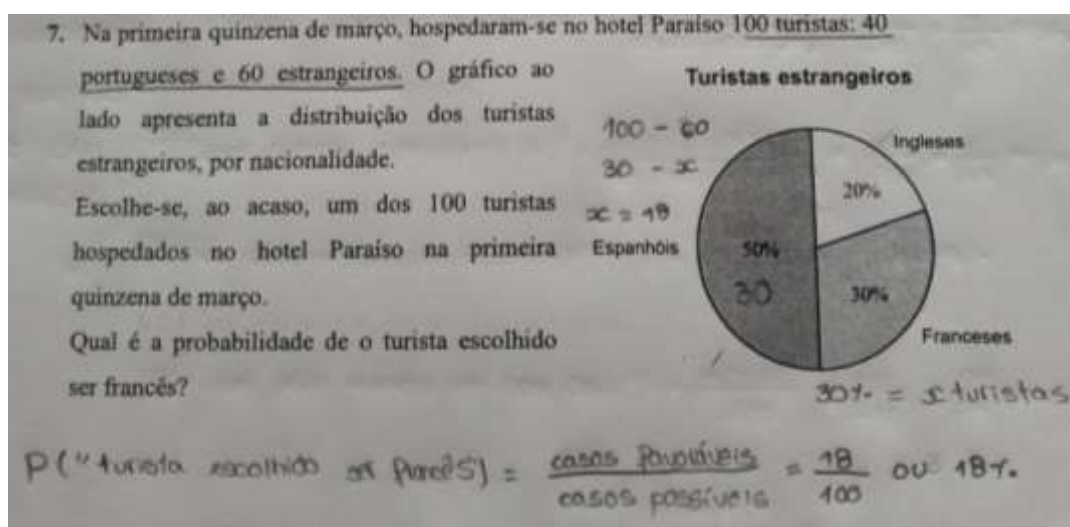 7. Na primeira quinzena de março, hospedaram-se no hotel Paraíso 100 turistas: 40
portugueses e 60 estrangeiros. O gráfico ao
lado apresenta a distribuição dos turistas
estrangeiros, por nacionalidade.
Escolhe-se, ao acaso, um dos 100 turistas
hospedados no hotel Paraíso na primeira
quinzena de março.
Qual é a probabilidade de o turista escolhido
ser francês?
Turistas estrangeiros
100 - 60
30 - x
x = 18
Ingleses
20%
Espanhóis
50%
30
30%
Franceses
30% = x turistas
P("turista escolhido ser francês) = casos favoráveis / casos possíveis = 18/100 ou 18%